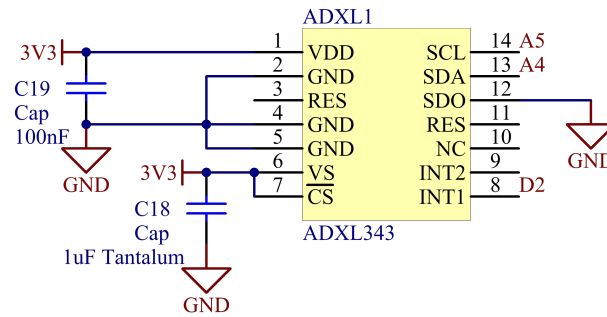 ADXL1
3V3
1 VDD SCL 14 A5
2 GND SDA 13 A4
C19
Cap
100nF
3 RES SDO 12
4 GND RES 11
5 GND NC 10
GND
GND
3V3
6 VS INT2 9
7 CS INT1 8 D2
C18
Cap
1uF Tantalum
ADXL343
GND